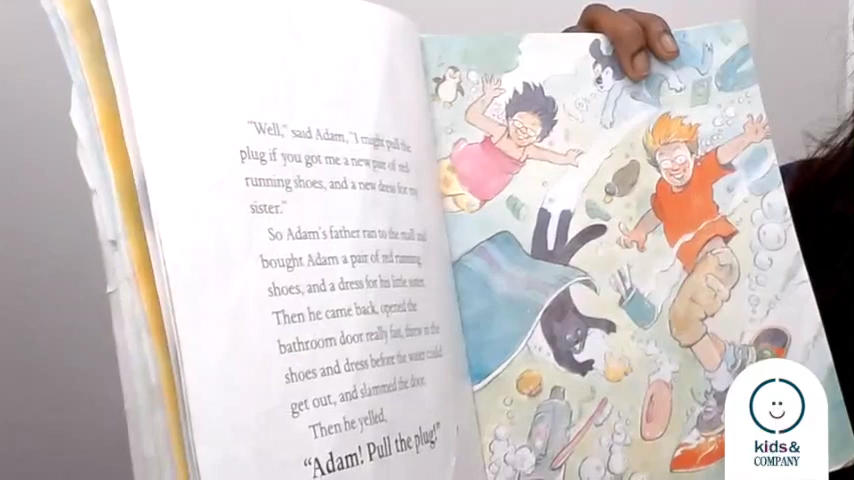 "Well," said Adam, "I might pull the
plug if you got me a new pair of red
running shoes, and a new dress for my
sister."
So Adam's father ran to the mall and
bought Adam a pair of red running
shoes, and a dress for his little sister.
Then he came back, opened the
bathroom door really fast, threw in the
shoes and dress before the water could
get out, and slammed the door.
Then he yelled,
"Adam! Pull the plug!"
kids&
COMPANY